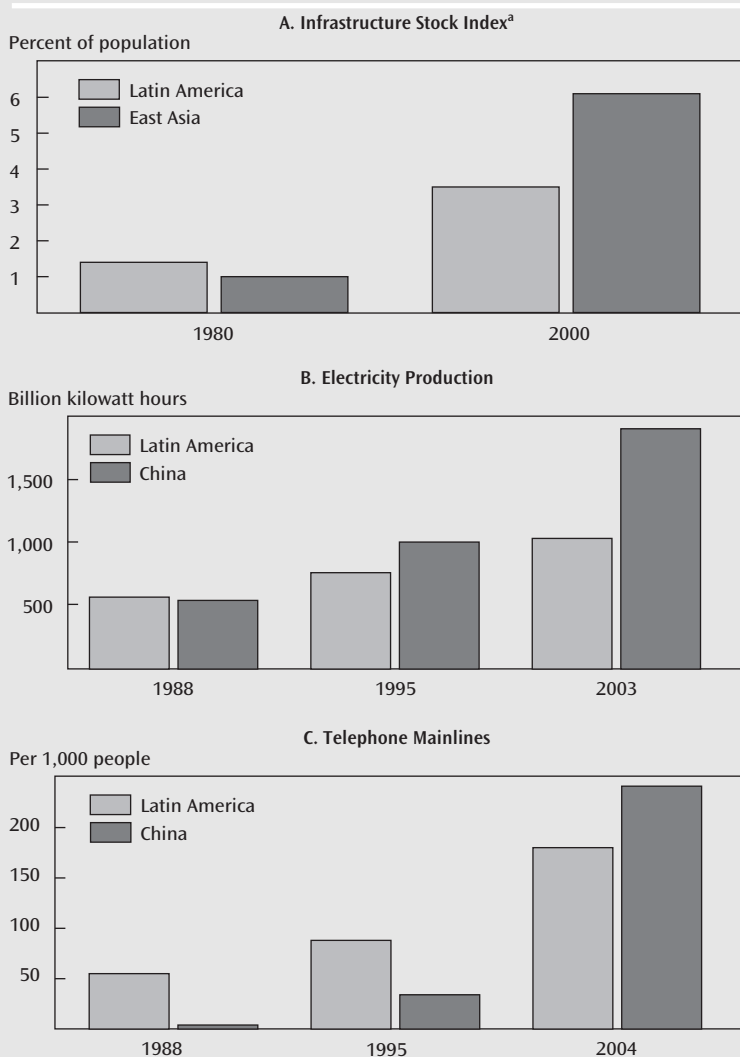 A. Infrastructure Stock Indexᵃ
Percent of population
Latin America
East Asia
6
5
4
3
2
1
1980 2000
B. Electricity Production
Billion kilowatt hours
Latin America
China
1,500
1,000
500
1988 1995 2003
C. Telephone Mainlines
Per 1,000 people
Latin America
China
200
150
100
50
1988 1995 2004